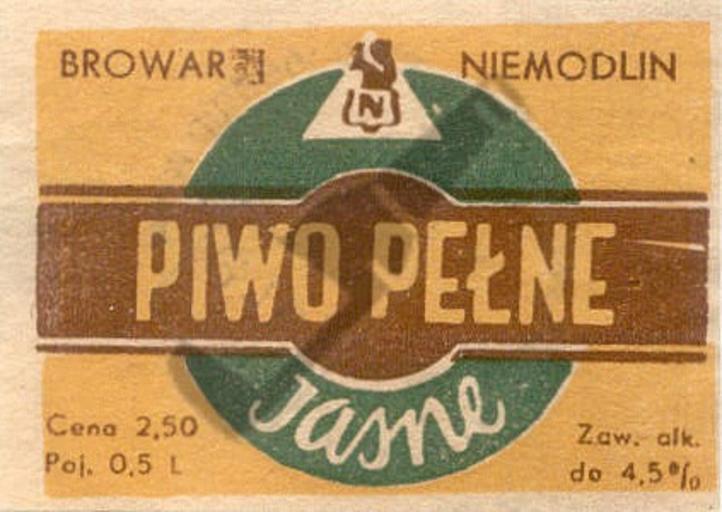 BROWAR NIEMODLIN
N
PIWO PEŁNE
Jasne
Cena 2,50
Poj. 0,5 L
Zaw. alk.
do 4,5%